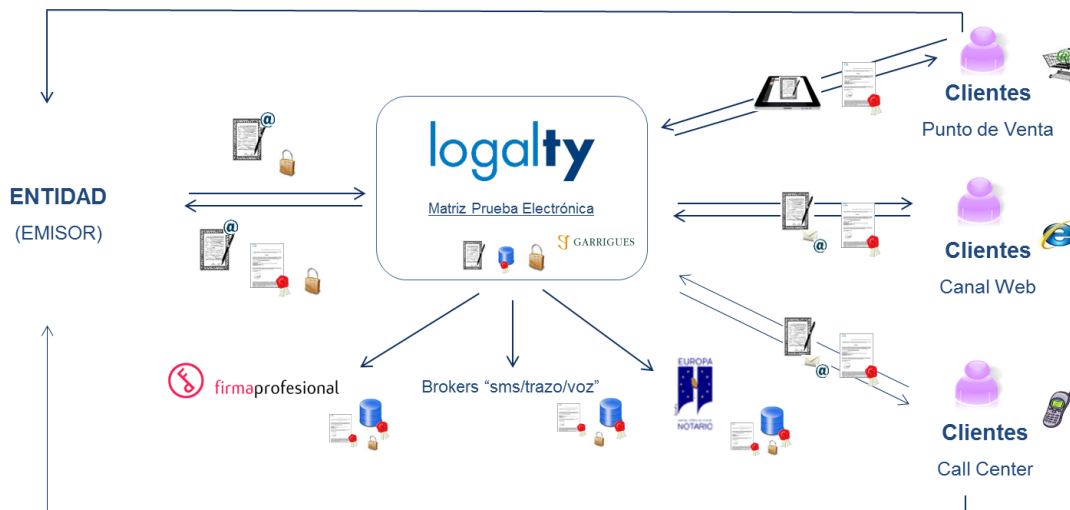 Clientes
Punto de Venta
logalty
Matriz Prueba Electrónica
GARRIGUES
ENTIDAD
(EMISOR)
@
@
@
@
@
Clientes
Canal Web
firmaprofesional
Brokers “sms/trazo/voz”
EUROPA
NOTARIO
Clientes
Call Center